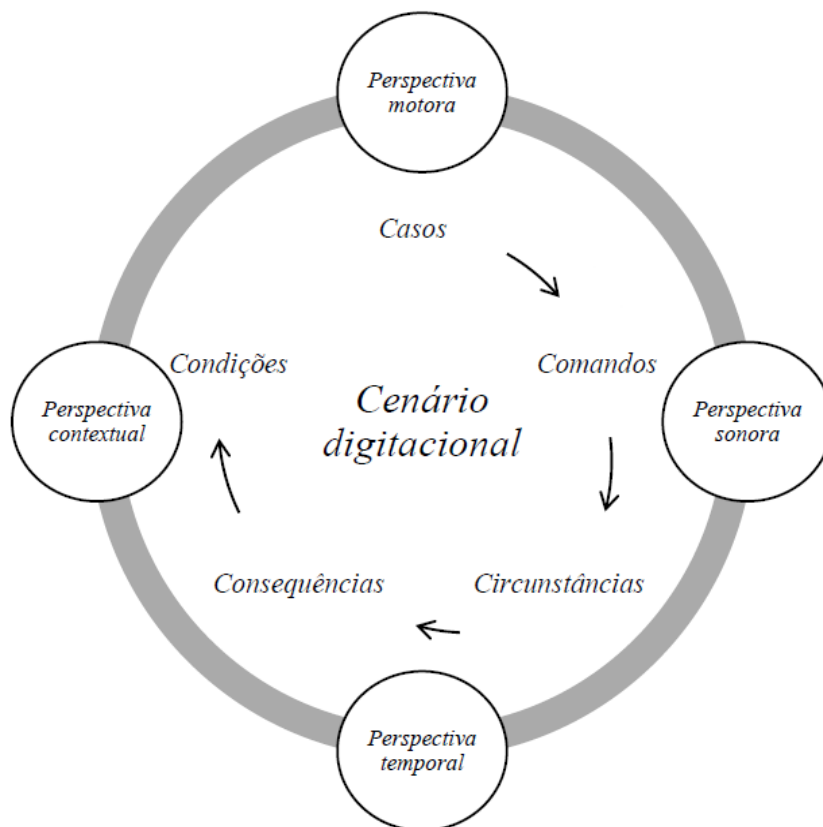 Perspectiva
motora
Casos
Condições
Comandos
Perspectiva
contextual
Cenário
digitacional
Perspectiva
sonora
Consequências
Circunstâncias
Perspectiva
temporal